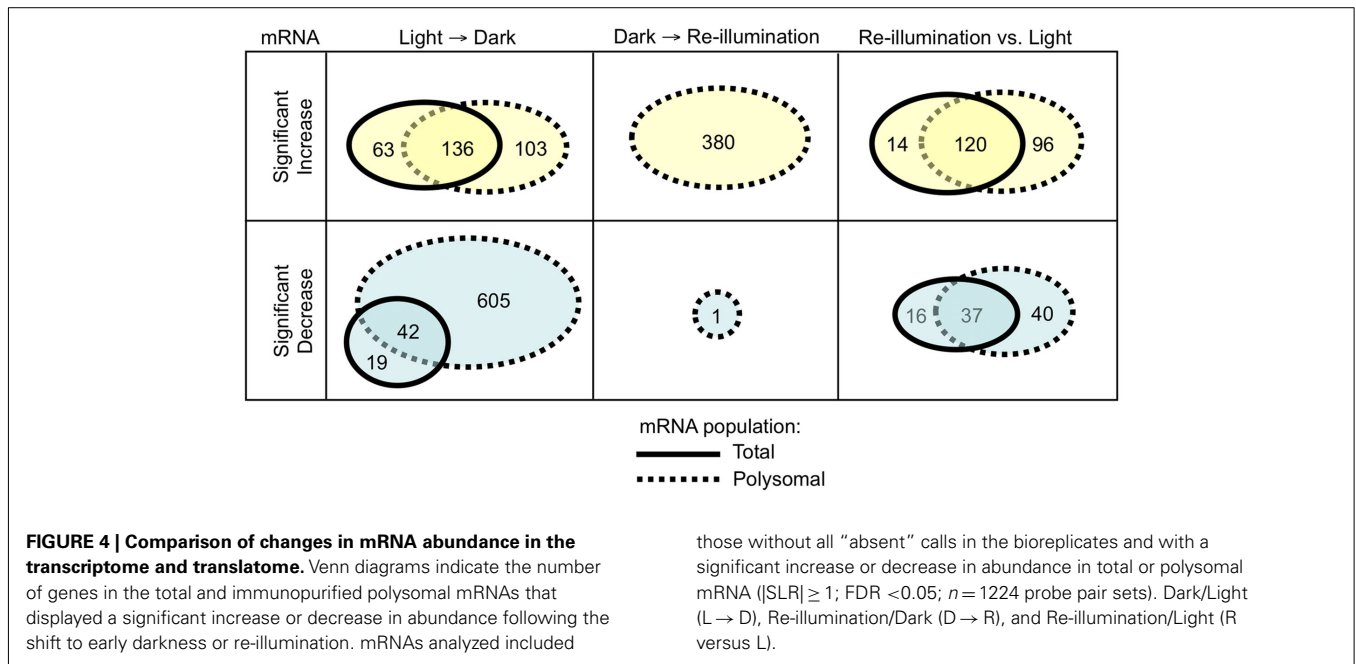 mRNA
Light → Dark
Dark → Re-illumination
Re-illumination vs. Light
Significant
Increase
63
136
103
380
14
120
96
Significant
Decrease
605
42
19
1
16
37
40
mRNA population:
Total
Polysomal
FIGURE 4 | Comparison of changes in mRNA abundance in the
transcriptome and translatome. Venn diagrams indicate the number
of genes in the total and immunopurified polysomal mRNAs that
displayed a significant increase or decrease in abundance following the
shift to early darkness or re-illumination. mRNAs analyzed included
those without all “absent” calls in the bioreplicates and with a
significant increase or decrease in abundance in total or polysomal
mRNA (|SLR| ≥ 1; FDR <0.05; n = 1224 probe pair sets). Dark/Light
(L → D), Re-illumination/Dark (D → R), and Re-illumination/Light (R
versus L).